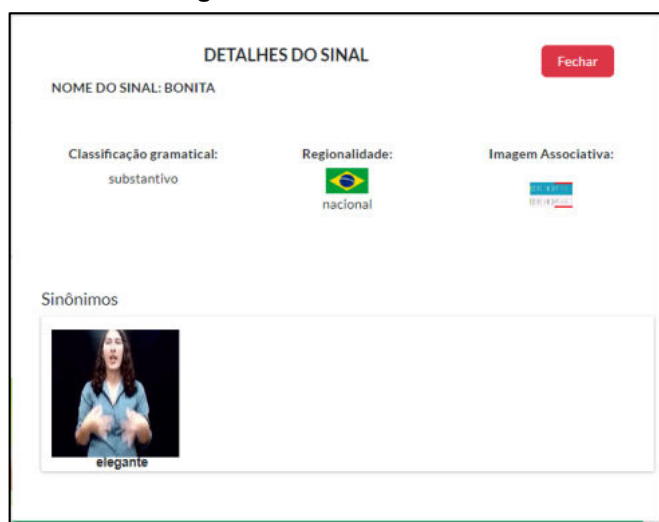 DETALHES DO SINAL
Fechar
NOME DO SINAL: BONITA
Classificação gramatical:
Regionalidade:
Imagem Associativa:
substantivo
nacional
Sinônimos
elegante